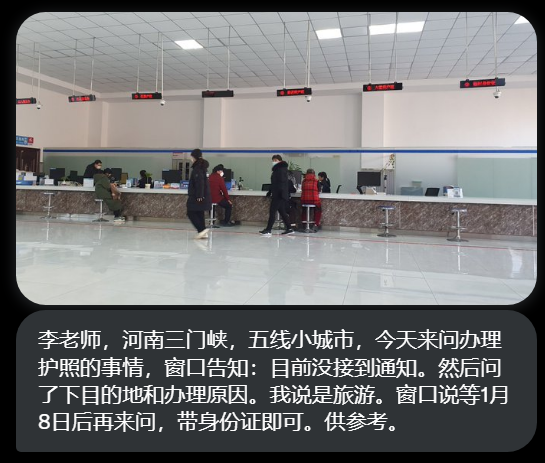 李老师，河南三门峡，五线小城市，今天来问办理
护照的事情，窗口告知：目前没接到通知。然后问
了下目的地和办理原因。我说是旅游。窗口说等1月
8日后再来问，带身份证即可。供参考。